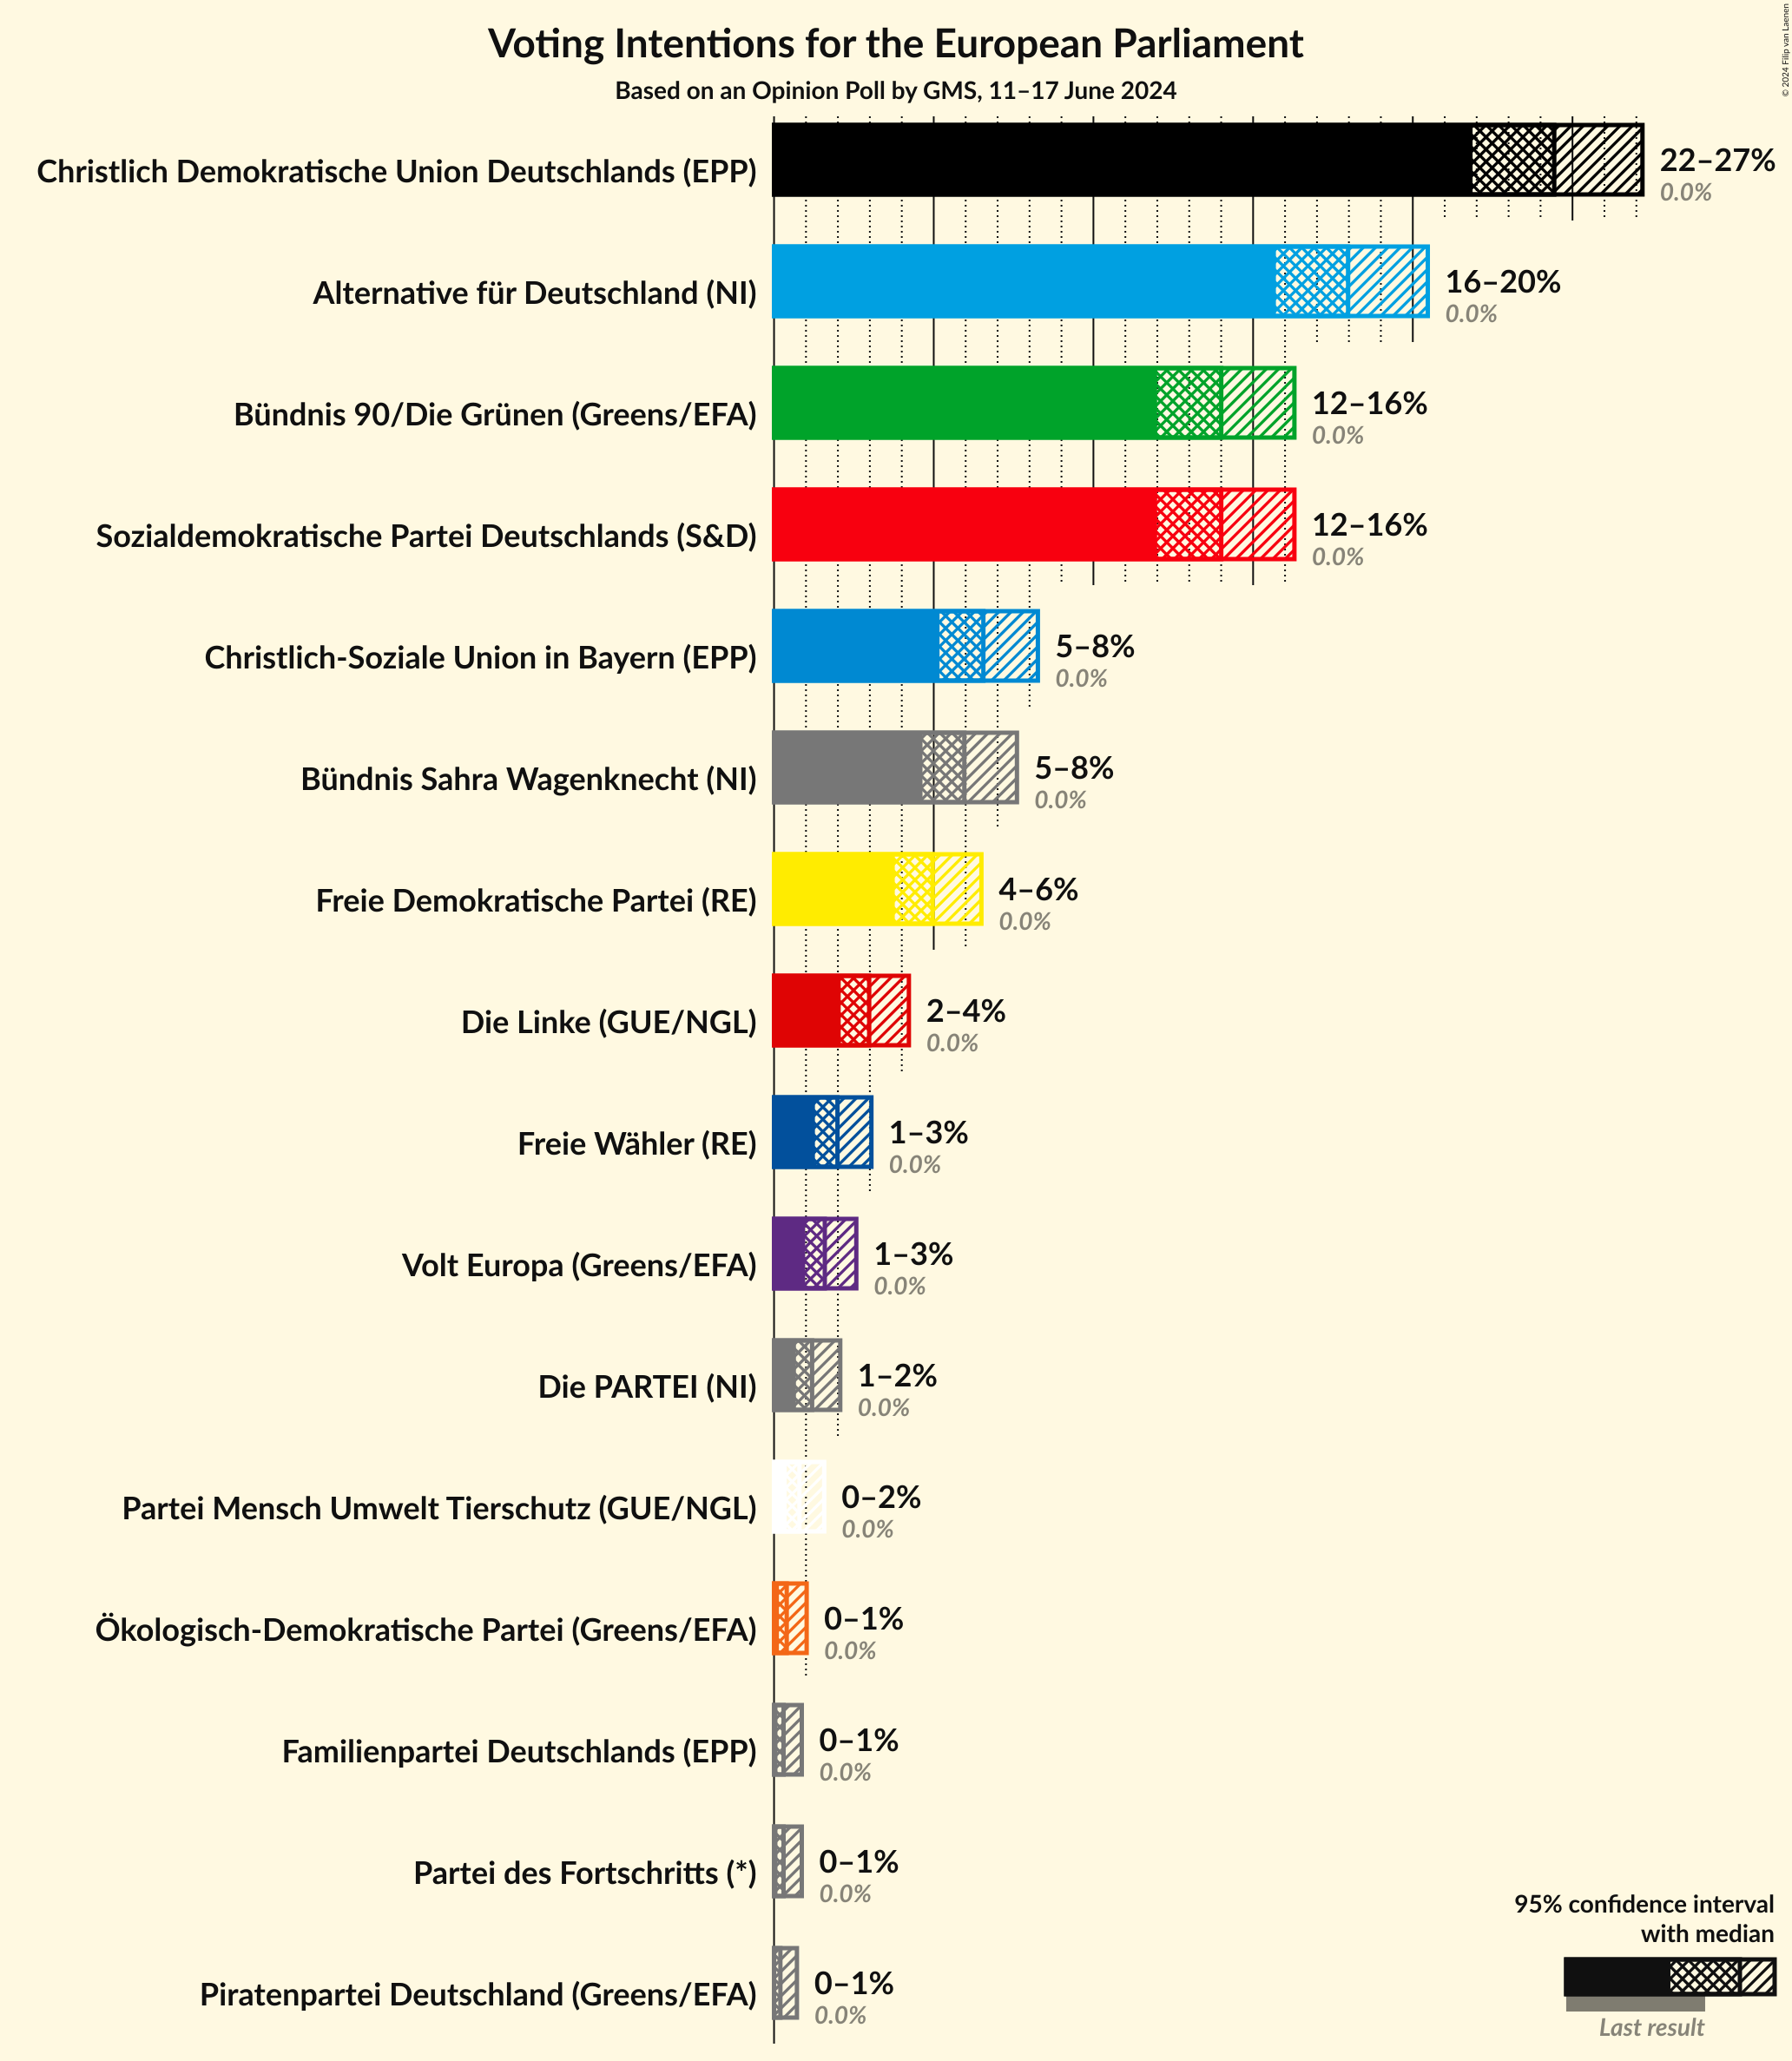 Voting Intentions for the European Parliament
Based on an Opinion Poll by GMS, 11–17 June 2024
© 2024 Filip van Laenen
Christlich Demokratische Union Deutschlands (EPP)
22–27%
0.0%
Alternative für Deutschland (NI)
16–20%
0.0%
Bündnis 90/Die Grünen (Greens/EFA)
12–16%
0.0%
Sozialdemokratische Partei Deutschlands (S&D)
12–16%
0.0%
Christlich-Soziale Union in Bayern (EPP)
5–8%
0.0%
Bündnis Sahra Wagenknecht (NI)
5–8%
0.0%
Freie Demokratische Partei (RE)
4–6%
0.0%
Die Linke (GUE/NGL)
2–4%
0.0%
Freie Wähler (RE)
1–3%
0.0%
Volt Europa (Greens/EFA)
1–3%
0.0%
Die PARTEI (NI)
1–2%
0.0%
Partei Mensch Umwelt Tierschutz (GUE/NGL)
0–2%
0.0%
Ökologisch-Demokratische Partei (Greens/EFA)
0–1%
0.0%
Familienpartei Deutschlands (EPP)
0–1%
0.0%
Partei des Fortschritts (*)
0–1%
0.0%
Piratenpartei Deutschland (Greens/EFA)
0–1%
0.0%
95% confidence interval
with median
Last result